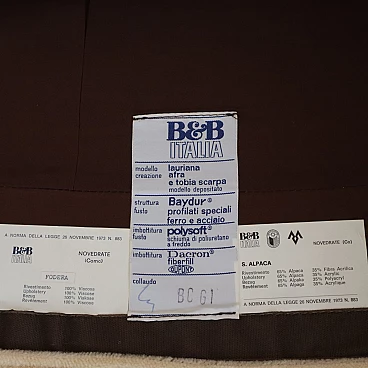 B&B
ITALIA
modello lauriana
creazione afra
e tobia scarpa
modello depositato
struttura Baydur®
fusto profilati speciali
ferro e acciaio
imbottitura polysoft®
fusto schiuma di poliuretano
a freddo
imbottitura Dacron®
fiberfill
DUPONT
collaudo
BC G1
A NORMA DELLA LEGGE 26 NOVEMBRE 1973 N. 883
B&B
ITALIA
NOVEDRATE
(Como)
FODERA
Rivestimento 100% Viscosa
Upholstery 100% Viscose
Bezug 100% Viskose
Revêtement 100% Viscose
B&B
ITALIA
NOVEDRATE (Co)
S. ALPACA
Rivestimento 65% Alpaca 35% Fibra Acrilica
Upholstery 65% Alpaca 35% Acrylic
Bezug 65% Alpaka 35% Polyacryl
Revêtement 65% Alpaga 35% Acrylique
A NORMA DELLA LEGGE 26 NOVEMBRE 1973 N. 883